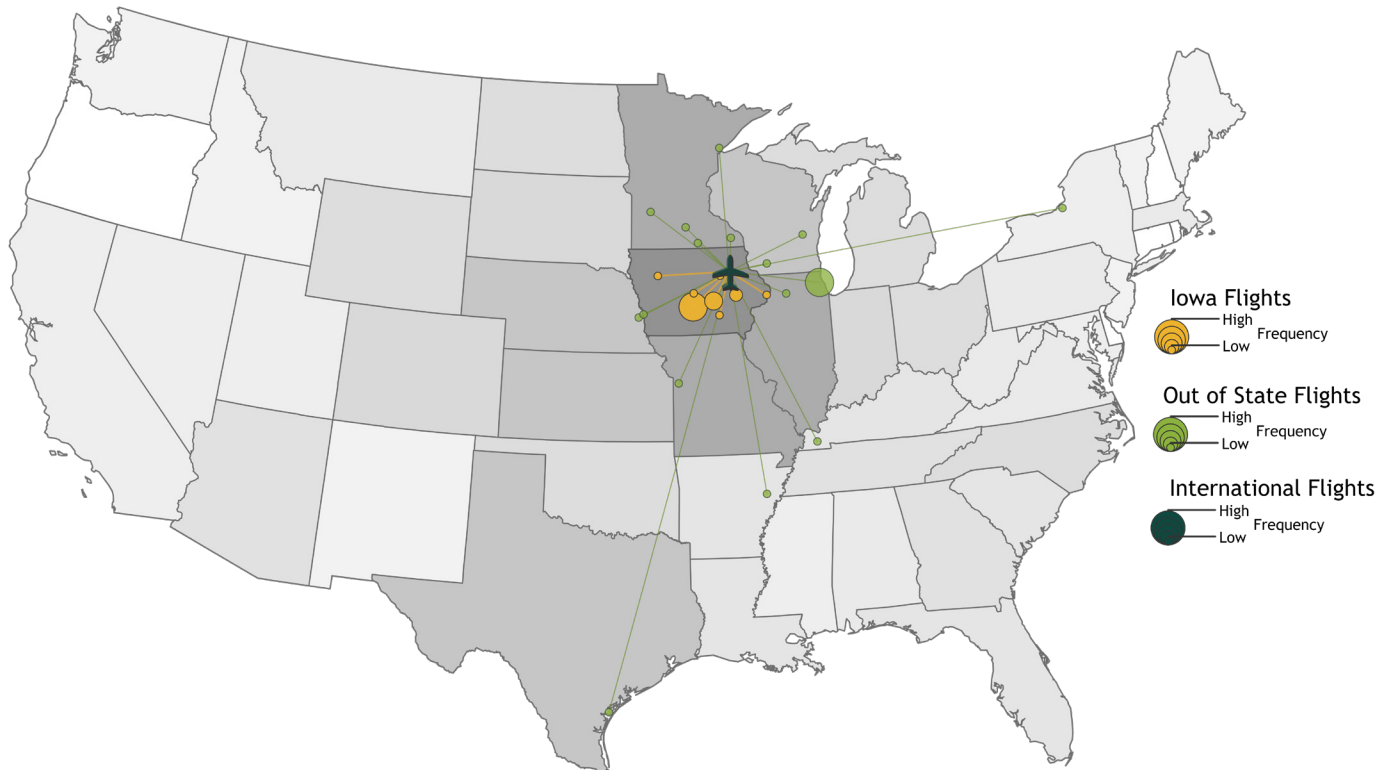 Iowa Flights
High
Frequency
Low
Out of State Flights
High
Frequency
Low
International Flights
High
Frequency
Low